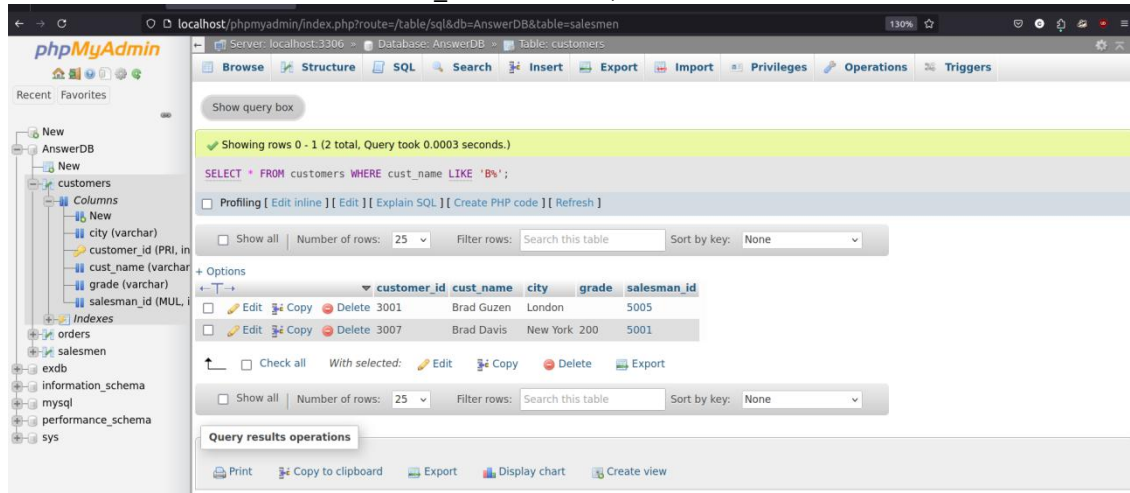 localhost/phpmyadmin/index.php?route=/table/sql&db=AnswerDB&table=salesmen 130%
phpMyAdmin
Recent Favorites
New
AnswerDB
New
customers
Columns
New
city (varchar)
customer_id (PRI, in
cust_name (varchar
grade (varchar)
salesman_id (MUL, i
Indexes
orders
salesmen
exdb
information_schema
mysql
performance_schema
sys
Server: localhost:3306 » Database: AnswerDB » Table: customers
Browse Structure SQL Search Insert Export Import Privileges Operations Triggers
Show query box
Showing rows 0 - 1 (2 total, Query took 0.0003 seconds.)
SELECT * FROM customers WHERE cust_name LIKE 'B%';
Profiling [ Edit inline ] [ Edit ] [ Explain SQL ] [ Create PHP code ] [ Refresh ]
Show all | Number of rows: 25 Filter rows: Search this table Sort by key: None
+ Options
←T→ customer_id cust_name city grade salesman_id
Edit Copy Delete 3001 Brad Guzen London 5005
Edit Copy Delete 3007 Brad Davis New York 200 5001
Check all With selected: Edit Copy Delete Export
Show all | Number of rows: 25 Filter rows: Search this table Sort by key: None
Query results operations
Print Copy to clipboard Export Display chart Create view